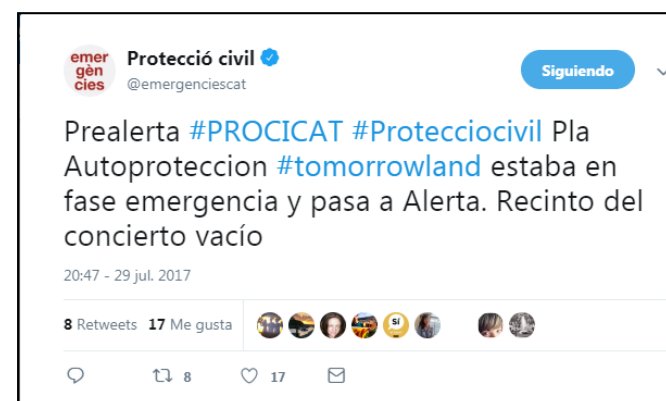 emer
gèn
cies
Protecció civil
@emergenciescat
Siguiendo
Prealerta #PROCICAT #Protecciocivil Pla
Autoproteccion #tomorrowland estaba en
fase emergencia y pasa a Alerta. Recinto del
concierto vacío
20:47 - 29 jul. 2017
8 Retweets 17 Me gusta
SÍ
8 17